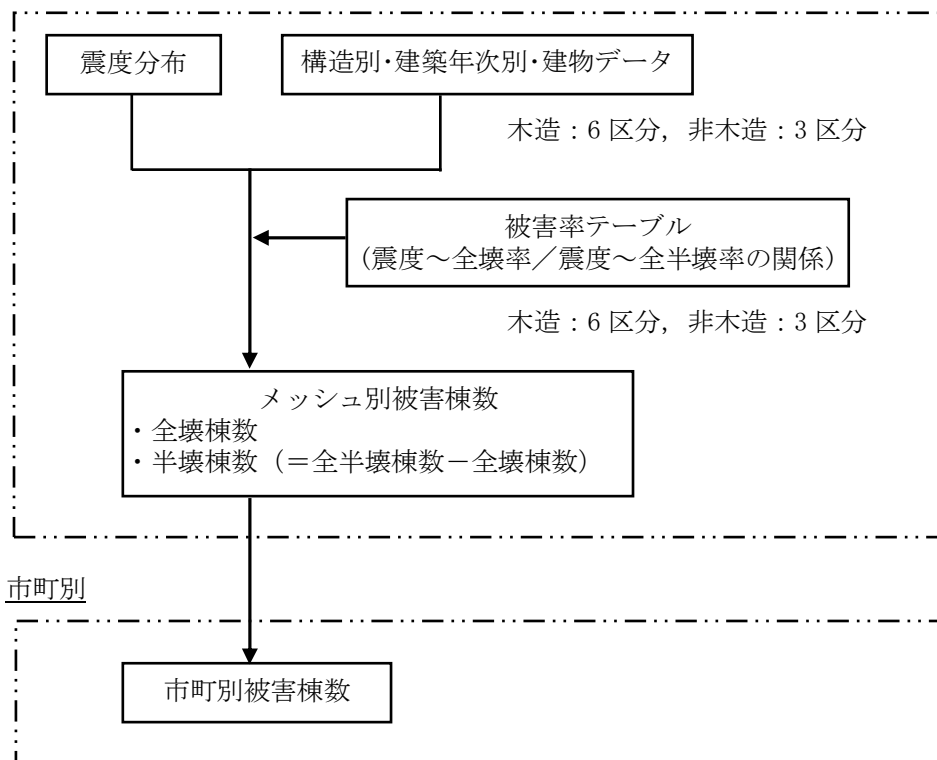 震度分布
構造別・建築年次別・建物データ
木造：6 区分，非木造：3 区分
被害率テーブル
（震度～全壊率／震度～全半壊率の関係）
木造：6 区分，非木造：3 区分
メッシュ別被害棟数
・全壊棟数
・半壊棟数（＝全半壊棟数－全壊棟数）
市町別
市町別被害棟数